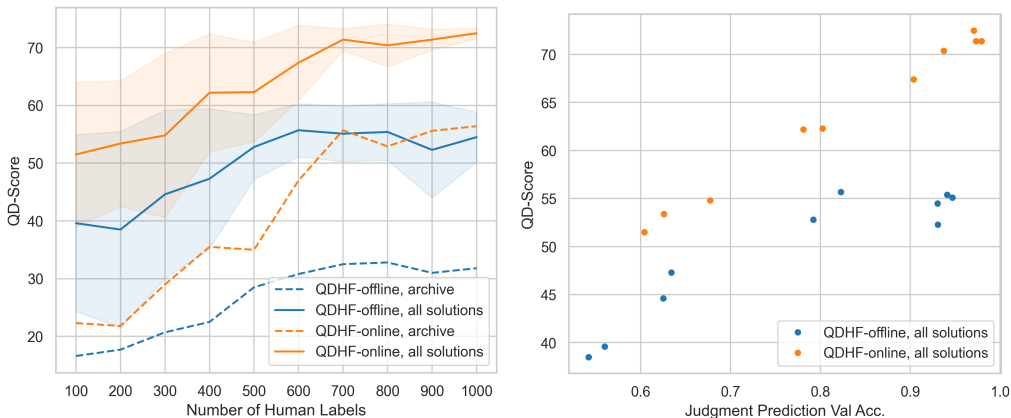 QD-Score
70
60
50
40
30
20
100 200 300 400 500 600 700 800 900 1000
Number of Human Labels
QDHF-offline, archive
QDHF-offline, all solutions
QDHF-online, archive
QDHF-online, all solutions
QD-Score
70
65
60
55
50
45
40
0.6 0.7 0.8 0.9 1.0
Judgment Prediction Val Acc.
QDHF-offline, all solutions
QDHF-online, all solutions